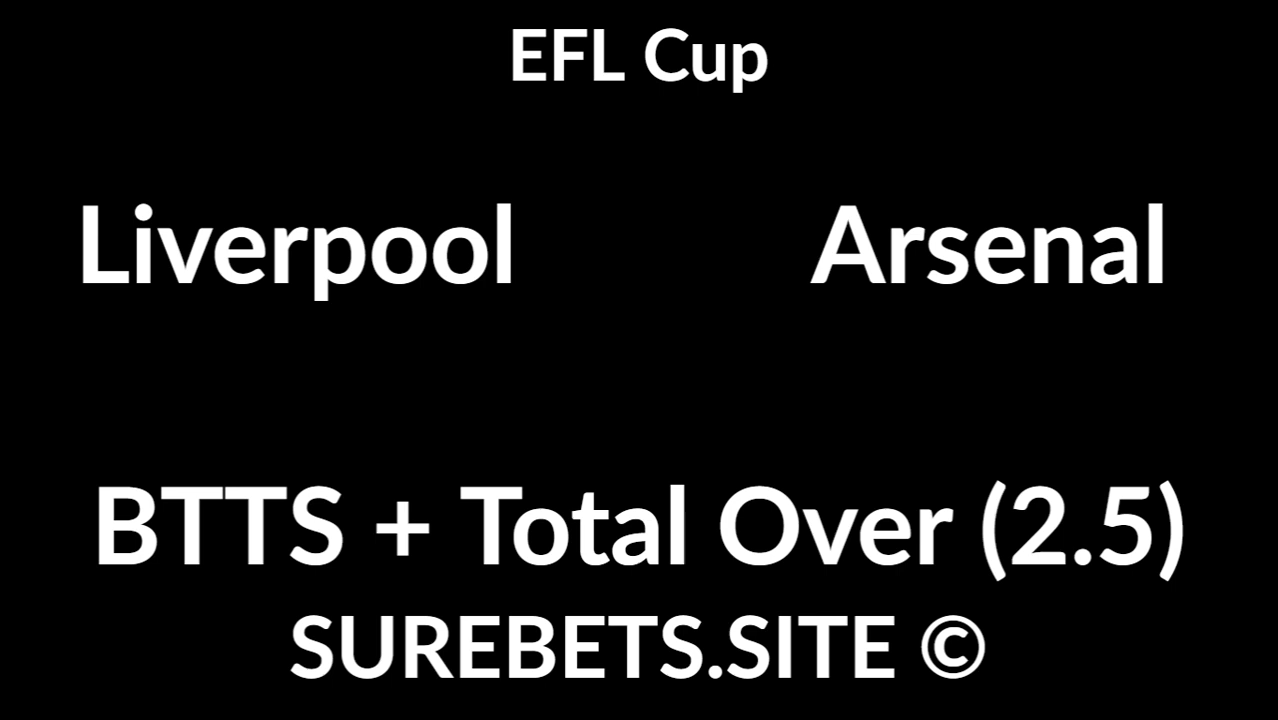 EFL Cup
Liverpool Arsenal
BTTS + Total Over (2.5)
SUREBETS.SITE ©